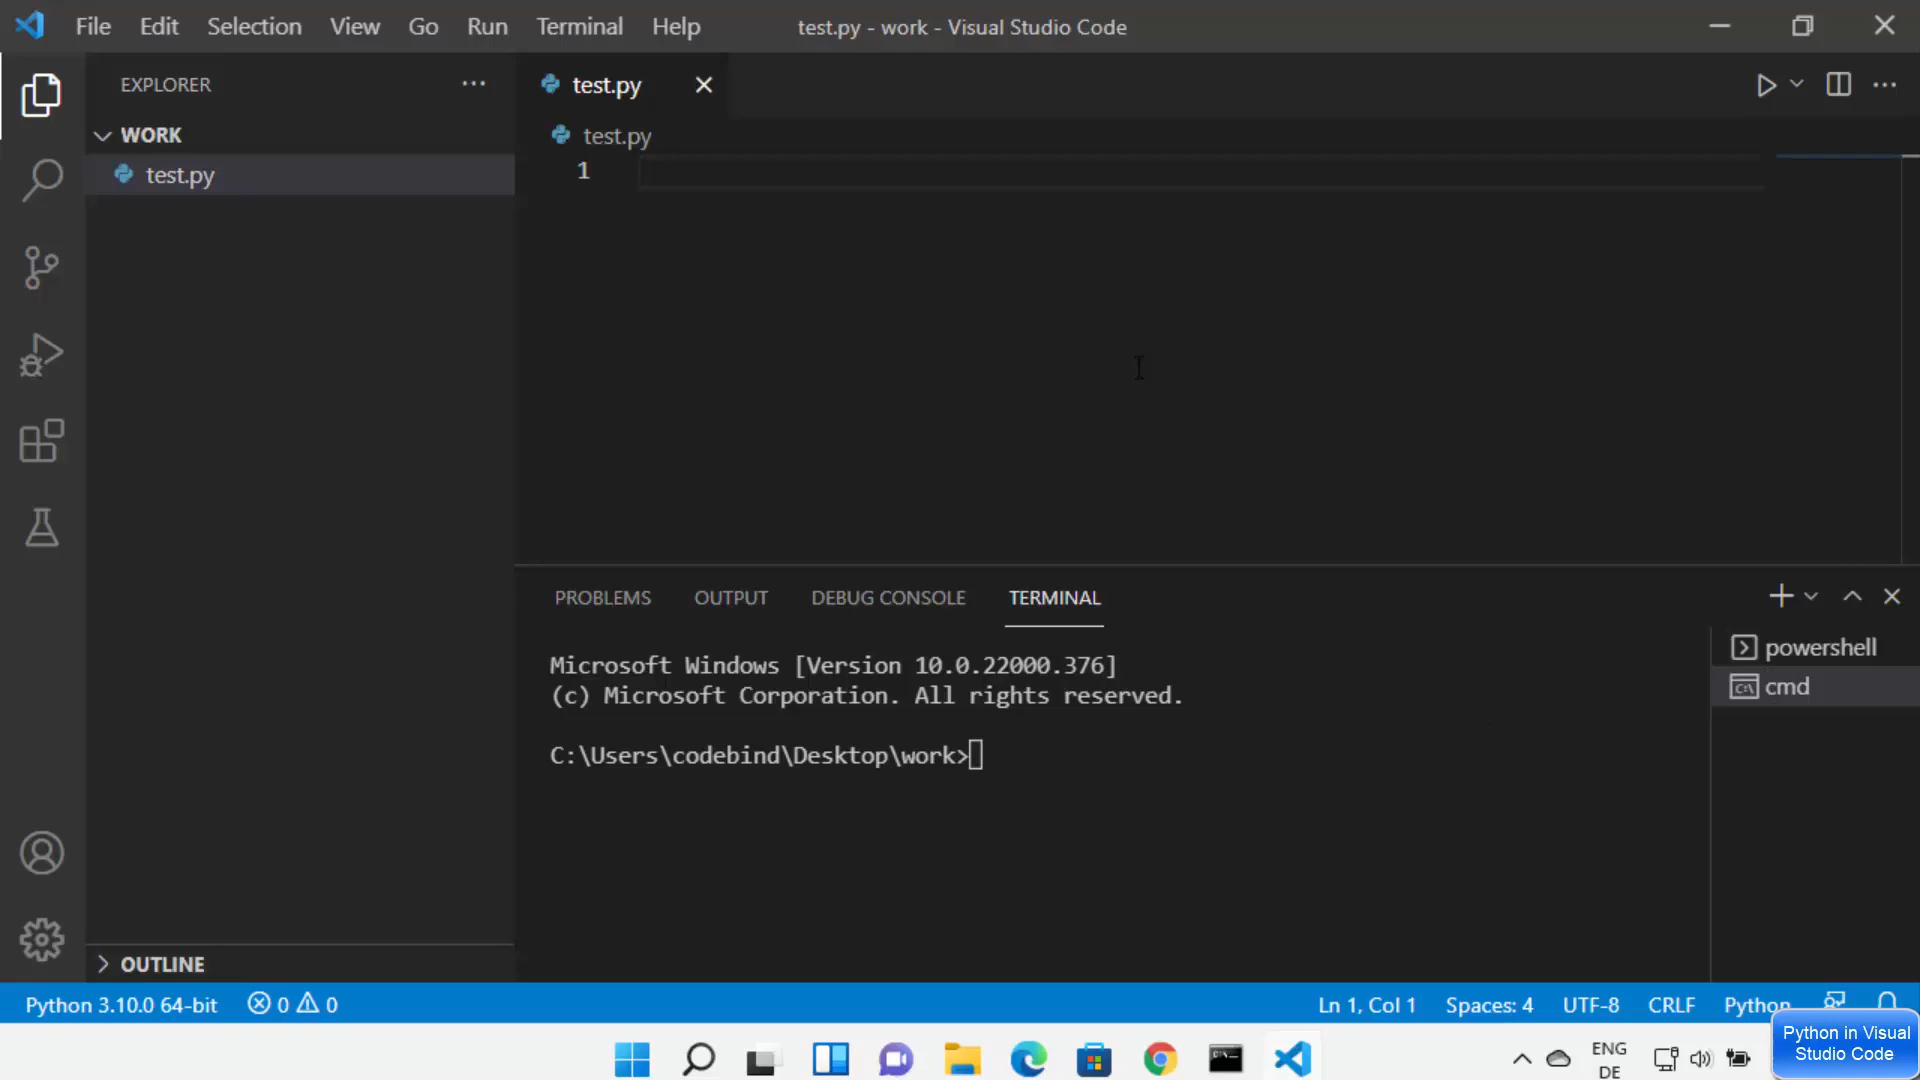 File Edit Selection View Go Run Terminal Help test.py - work - Visual Studio Code
EXPLORER
WORK
test.py
OUTLINE
test.py
test.py
1
PROBLEMS OUTPUT DEBUG CONSOLE TERMINAL
Microsoft Windows [Version 10.0.22000.376]
(c) Microsoft Corporation. All rights reserved.
C:\Users\codebind\Desktop\work>
powershell
cmd
Python 3.10.0 64-bit 0 0 Ln 1, Col 1 Spaces: 4 UTF-8 CRLF Python
ENG
DE
Python in Visual
Studio Code